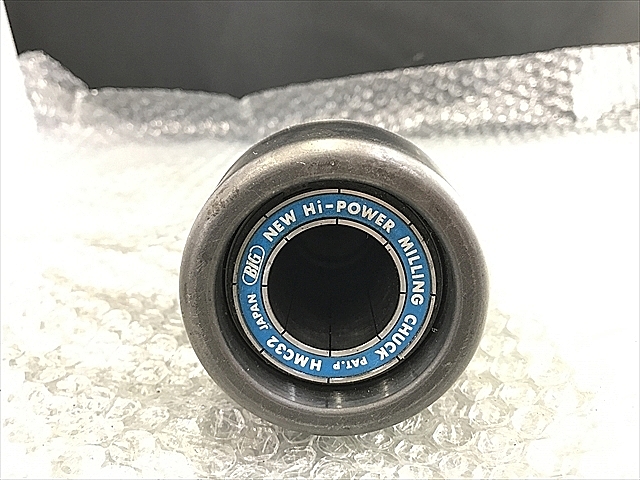 BIG NEW Hi-POWER MILLING CHUCK PAT.P HMC32 JAPAN